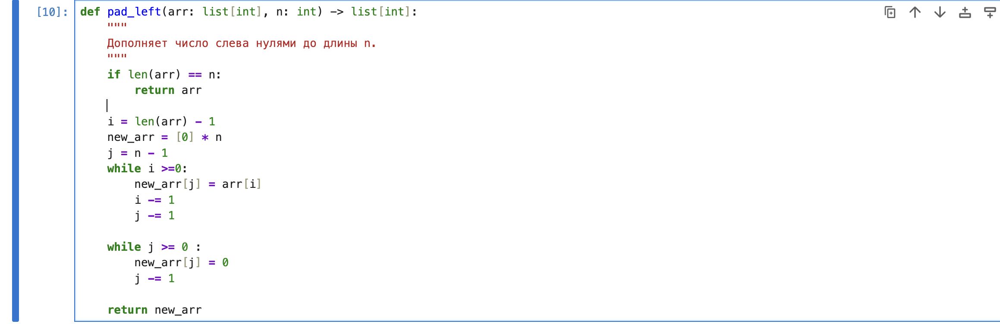 [10]: def pad_left(arr: list[int], n: int) -> list[int]:
    """
    Дополняет число слева нулями до длины n.
    """
    if len(arr) == n:
        return arr

    i = len(arr) - 1
    new_arr = [0] * n
    j = n - 1
    while i >=0:
        new_arr[j] = arr[i]
        i -= 1
        j -= 1

    while j >= 0 :
        new_arr[j] = 0
        j -= 1

    return new_arr